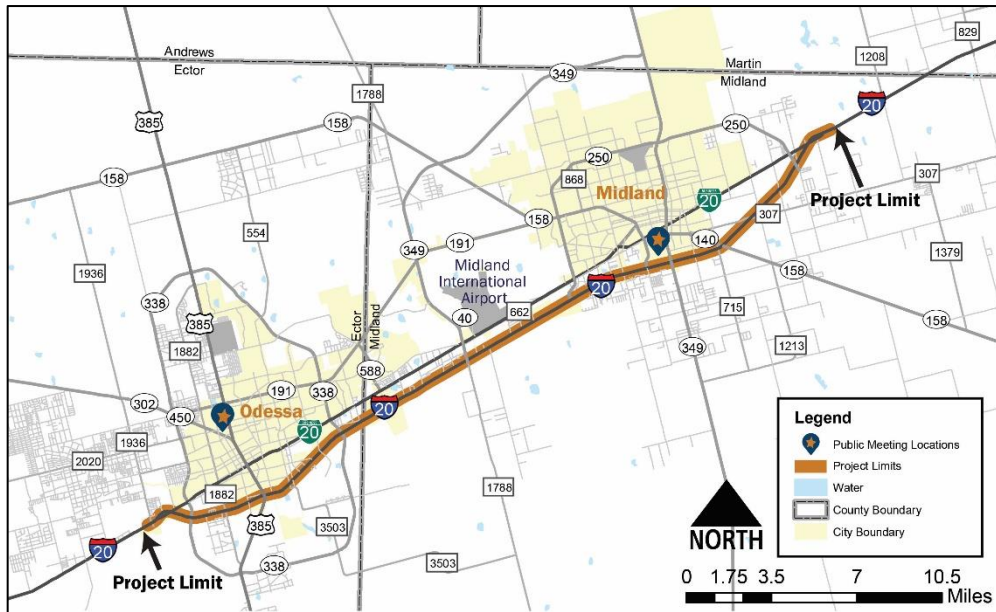 829
1208
Andrews
Ector
349
Martin
Midland
1788
20
385
158
250
250
158
868
Project Limit
307
Midland
20
307
554
158
191
349
140
1936
Midland
International
Airport
1379
158
338
385
20
40
662
715
158
1882
Ector
Midland
349
1213
588
191
338
302
20
450
Odessa
20
1936
2020
1882
1788
385
3503
20
338
3503
Project Limit
Legend
Public Meeting Locations
Project Limits
Water
County Boundary
City Boundary
NORTH
0 1.75 3.5 7 10.5
Miles